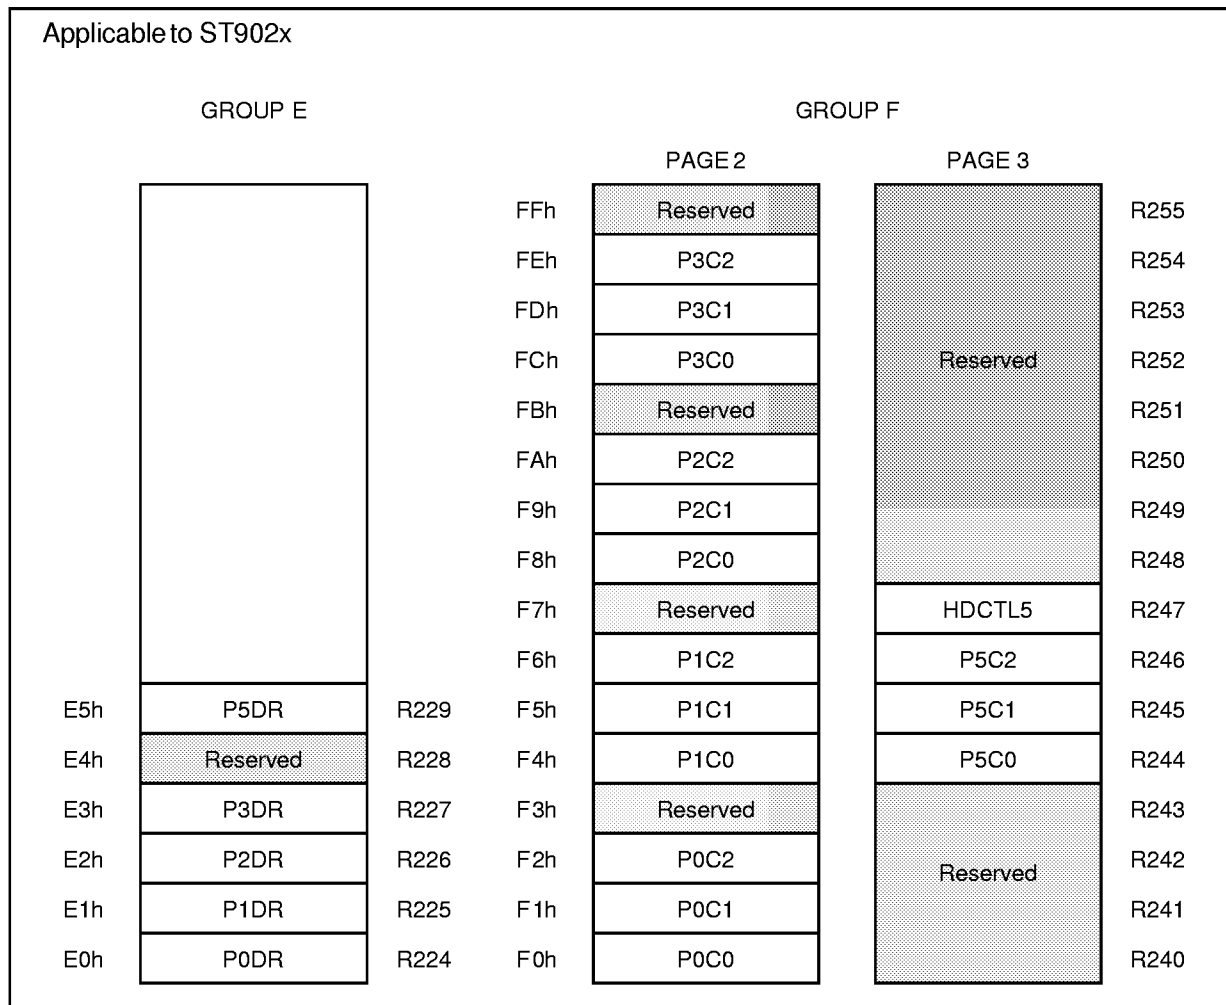 Applicable to ST902x
GROUP E GROUP F
PAGE 2 PAGE 3
FFh Reserved R255
FEh P3C2 R254
FDh P3C1 R253
FCh P3C0 Reserved R252
FBh Reserved R251
FAh P2C2 R250
F9h P2C1 R249
F8h P2C0 R248
F7h Reserved HDCTL5 R247
F6h P1C2 P5C2 R246
E5h P5DR R229 F5h P1C1 P5C1 R245
E4h Reserved R228 F4h P1C0 P5C0 R244
E3h P3DR R227 F3h Reserved R243
E2h P2DR R226 F2h P0C2 Reserved R242
E1h P1DR R225 F1h P0C1 R241
E0h P0DR R224 F0h P0C0 R240